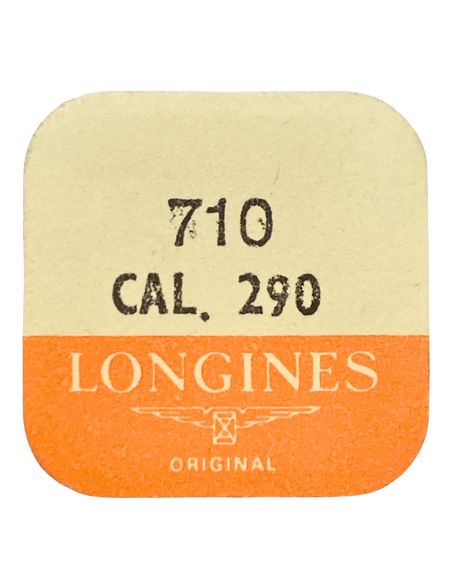 710
CAL. 290
LONGINES
ORIGINAL